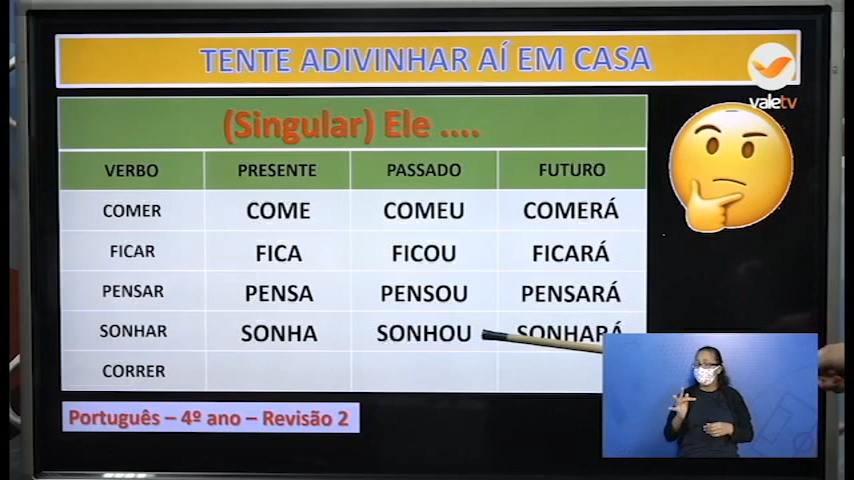 TENTE ADIVINHAR AÍ EM CASA
valetv
(Singular) Ele ....
VERBO PRESENTE PASSADO FUTURO
COMER COME COMEU COMERÁ
FICAR FICA FICOU FICARÁ
PENSAR PENSA PENSOU PENSARÁ
SONHAR SONHA SONHOU SONHARÁ
CORRER
Português – 4º ano – Revisão 2